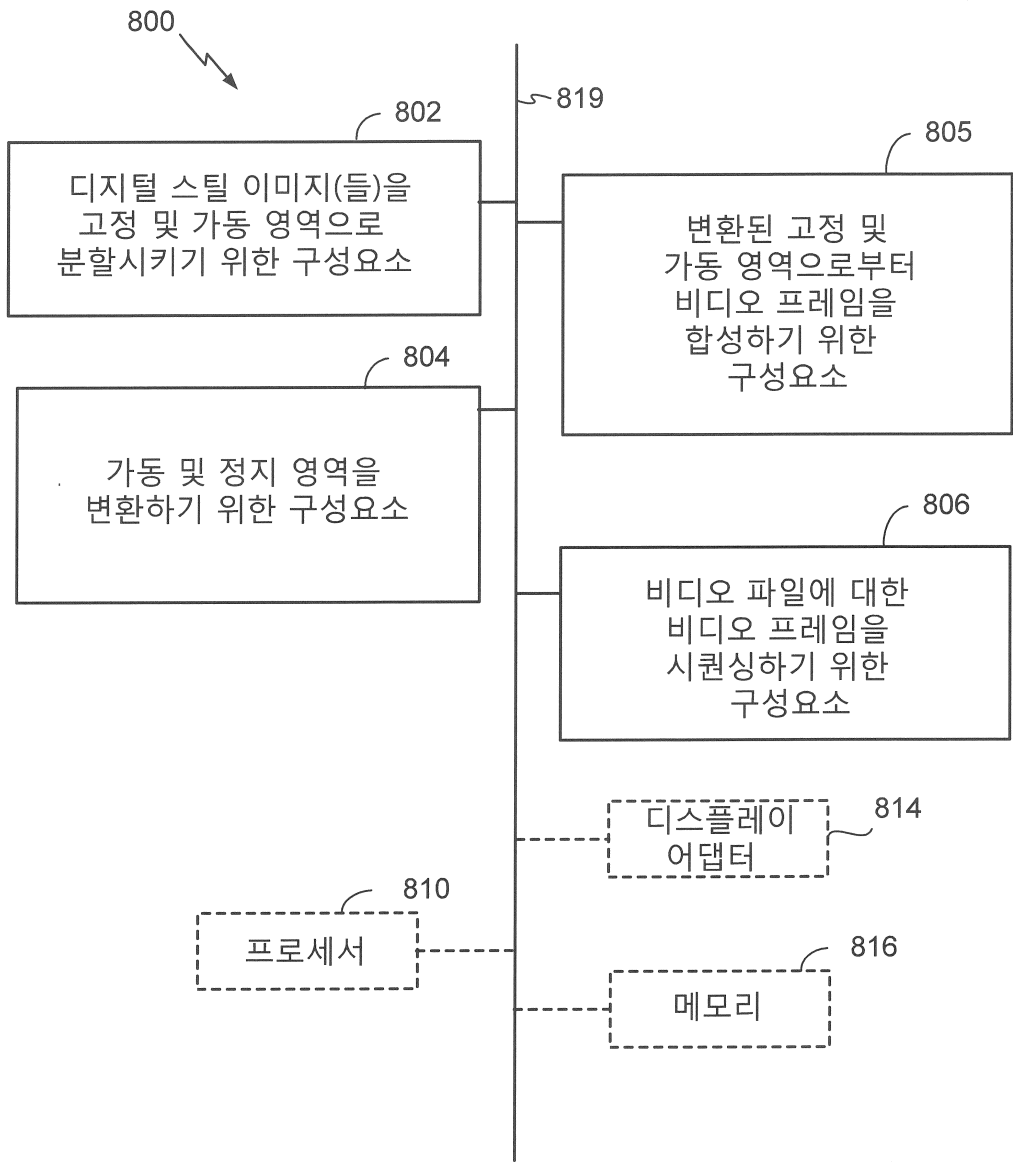 800
819
802
디지털 스틸 이미지(들)을
고정 및 가동 영역으로
분할시키기 위한 구성요소
805
변환된 고정 및
가동 영역으로부터
비디오 프레임을
합성하기 위한
구성요소
804
가동 및 정지 영역을
변환하기 위한 구성요소
806
비디오 파일에 대한
비디오 프레임을
시퀀싱하기 위한
구성요소
814
디스플레이
어댑터
810
프로세서
816
메모리